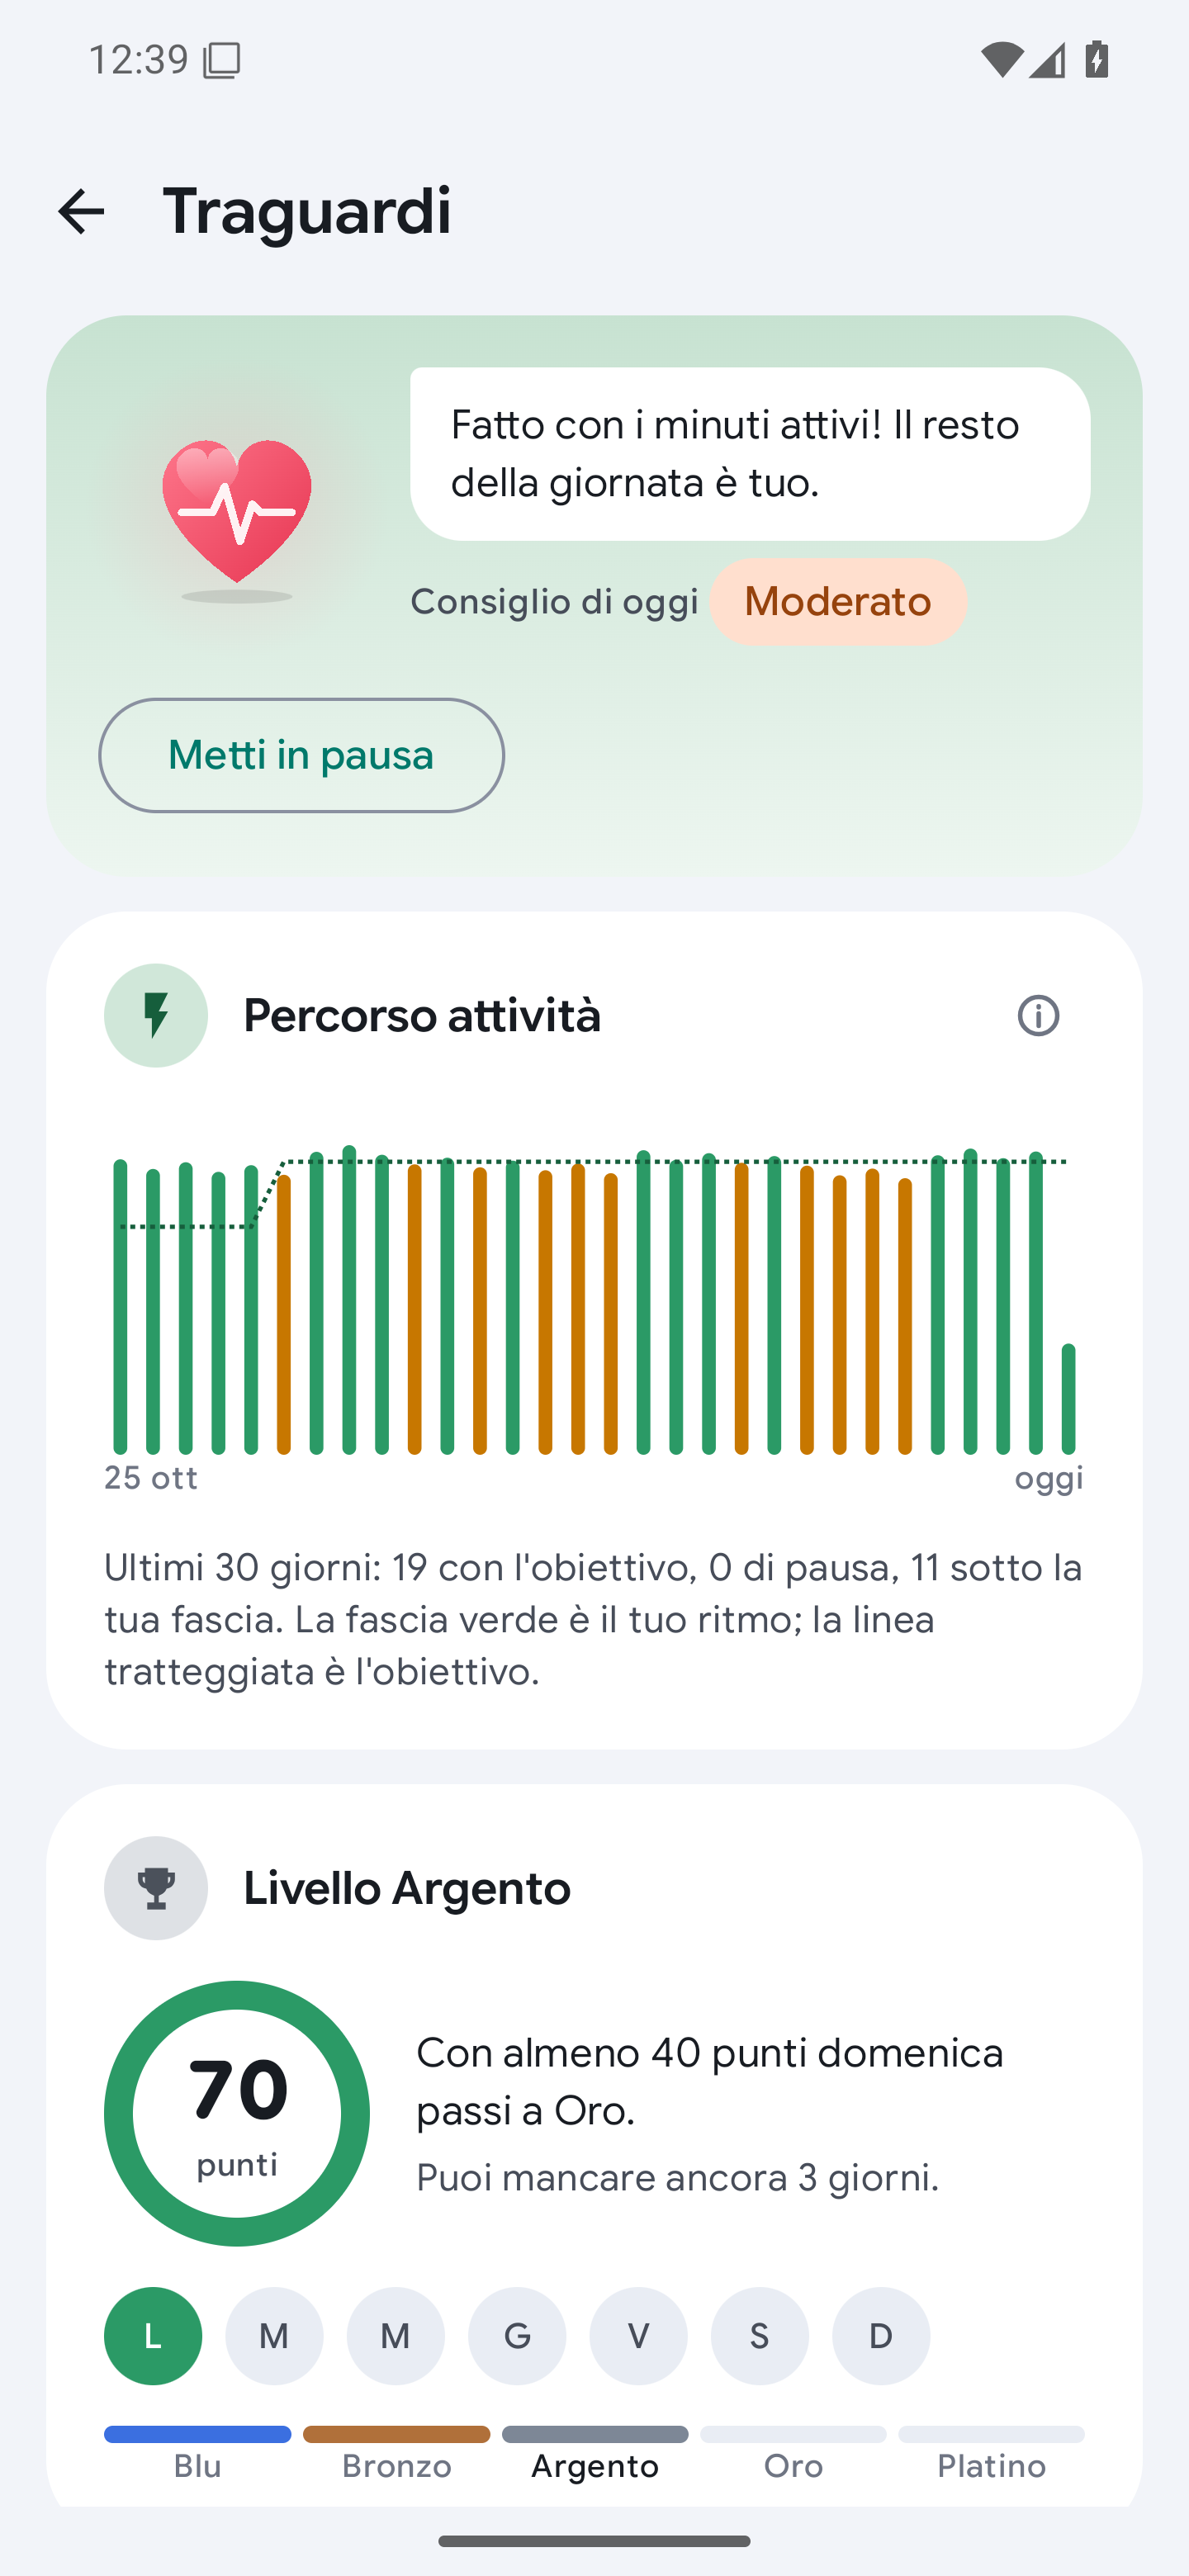 12:39
Traguardi
Fatto con i minuti attivi! Il resto
della giornata è tuo.
Consiglio di oggi Moderato
Metti in pausa
Percorso attività
25 ott oggi
Ultimi 30 giorni: 19 con l'obiettivo, 0 di pausa, 11 sotto la
tua fascia. La fascia verde è il tuo ritmo; la linea
tratteggiata è l'obiettivo.
Livello Argento
70
punti
Con almeno 40 punti domenica
passi a Oro.
Puoi mancare ancora 3 giorni.
L M M G V S D
Blu Bronzo Argento Oro Platino